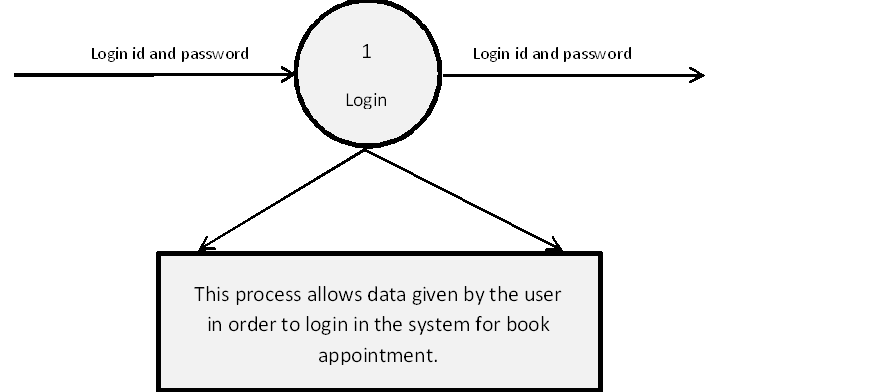 Login id and password
1
Login
Login id and password
This process allows data given by the user
in order to login in the system for book
appointment.